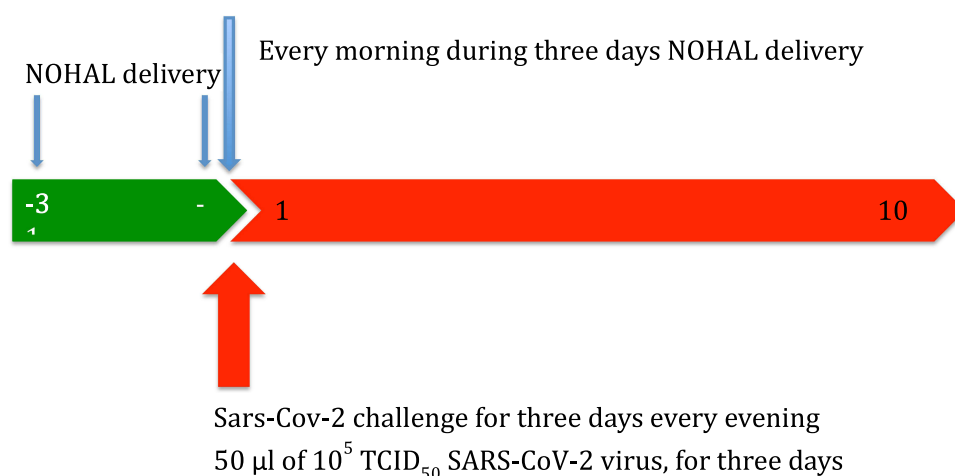 Every morning during three days NOHAL delivery
NOHAL delivery
-3 -
1
1 10
Sars-Cov-2 challenge for three days every evening
50 µl of 10⁵ TCID₅₀ SARS-CoV-2 virus, for three days